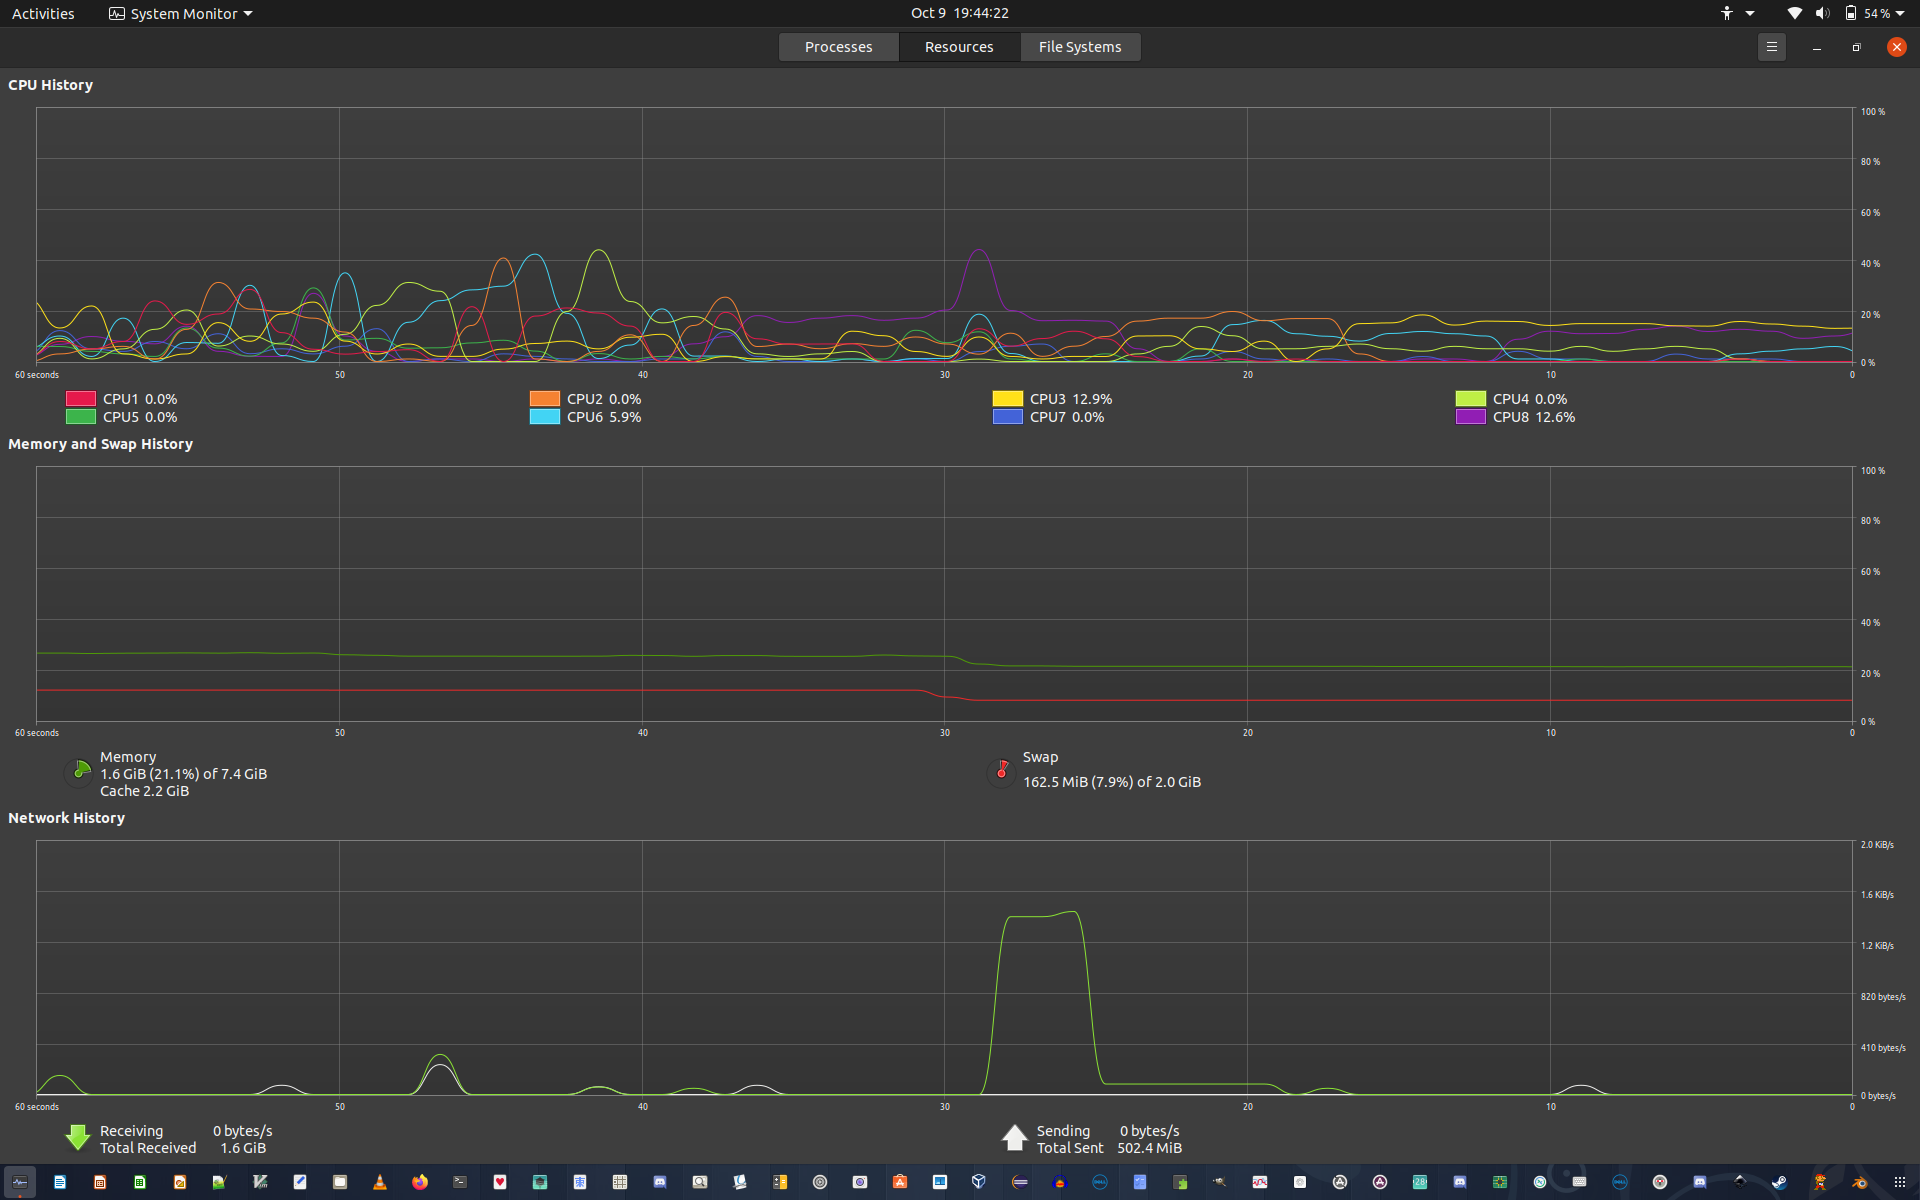 Activities System Monitor Oct 9 19:44:22 54 %
Processes Resources File Systems
CPU History
100 %
80 %
60 %
40 %
20 %
0 %
60 seconds 50 40 30 20 10 0
CPU1 0.0% CPU2 0.0% CPU3 12.9% CPU4 0.0%
CPU5 0.0% CPU6 5.9% CPU7 0.0% CPU8 12.6%
Memory and Swap History
100 %
80 %
60 %
40 %
20 %
0 %
60 seconds 50 40 30 20 10 0
Memory
1.6 GiB (21.1%) of 7.4 GiB
Cache 2.2 GiB
Swap
162.5 MiB (7.9%) of 2.0 GiB
Network History
2.0 KiB/s
1.6 KiB/s
1.2 KiB/s
820 bytes/s
410 bytes/s
0 bytes/s
60 seconds 50 40 30 20 10 0
Receiving 0 bytes/s
Total Received 1.6 GiB
Sending 0 bytes/s
Total Sent 502.4 MiB